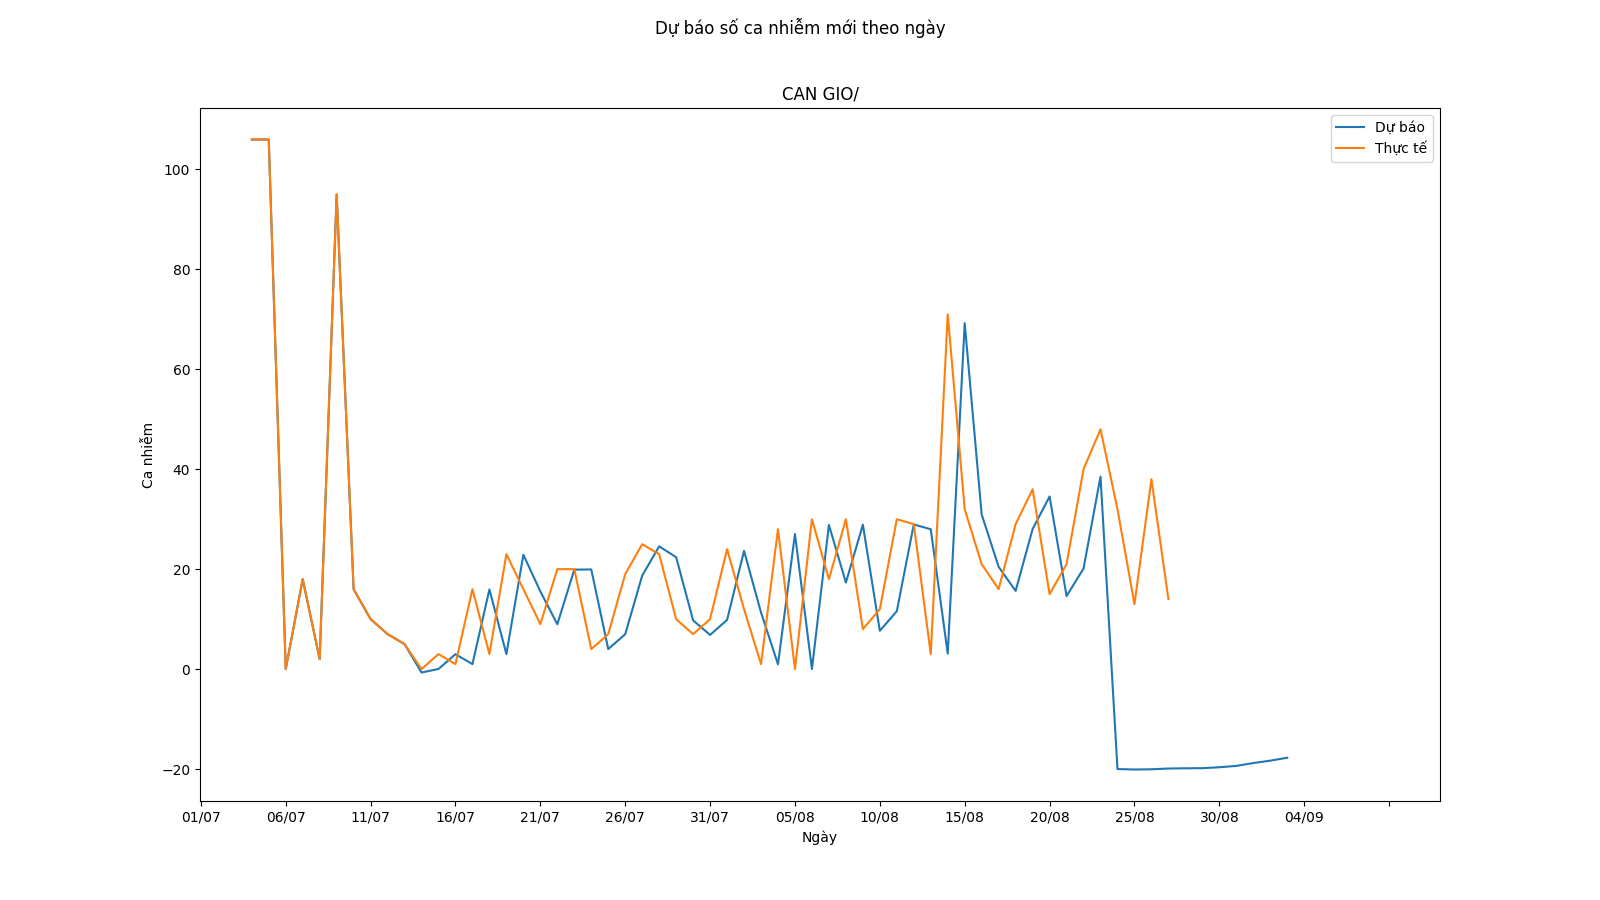 Dự báo số ca nhiễm mới theo ngày
CAN GIO/
Dự báo
Thực tế
100
80
60
40
20
0
−20
Ca nhiễm
01/07 06/07 11/07 16/07 21/07 26/07 31/07 05/08 10/08 15/08 20/08 25/08 30/08 04/09
Ngày